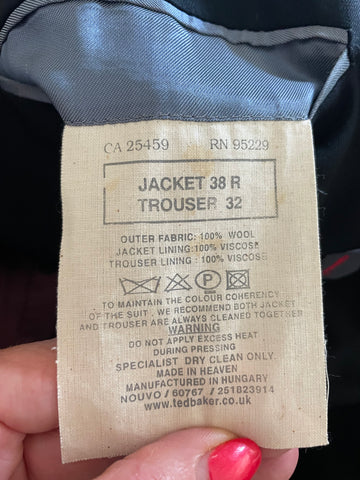 CA 25459 RN 95229
JACKET 38 R
TROUSER 32
OUTER FABRIC: 100% WOOL
JACKET LINING: 100% VISCOSE
TROUSER LINING : 100% VISCOSE
P
TO MAINTAIN THE COLOUR COHERENCY
OF THE SUIT, WE RECOMMEND BOTH JACKET
AND TROUSER ARE ALWAYS CLEANED TOGETHER
WARNING
DO NOT APPLY EXCESS HEAT
DURING PRESSING
SPECIALIST DRY CLEAN ONLY.
MADE IN HEAVEN
MANUFACTURED IN HUNGARY
NOUVO / 60767 / 251823914
www.tedbaker.co.uk